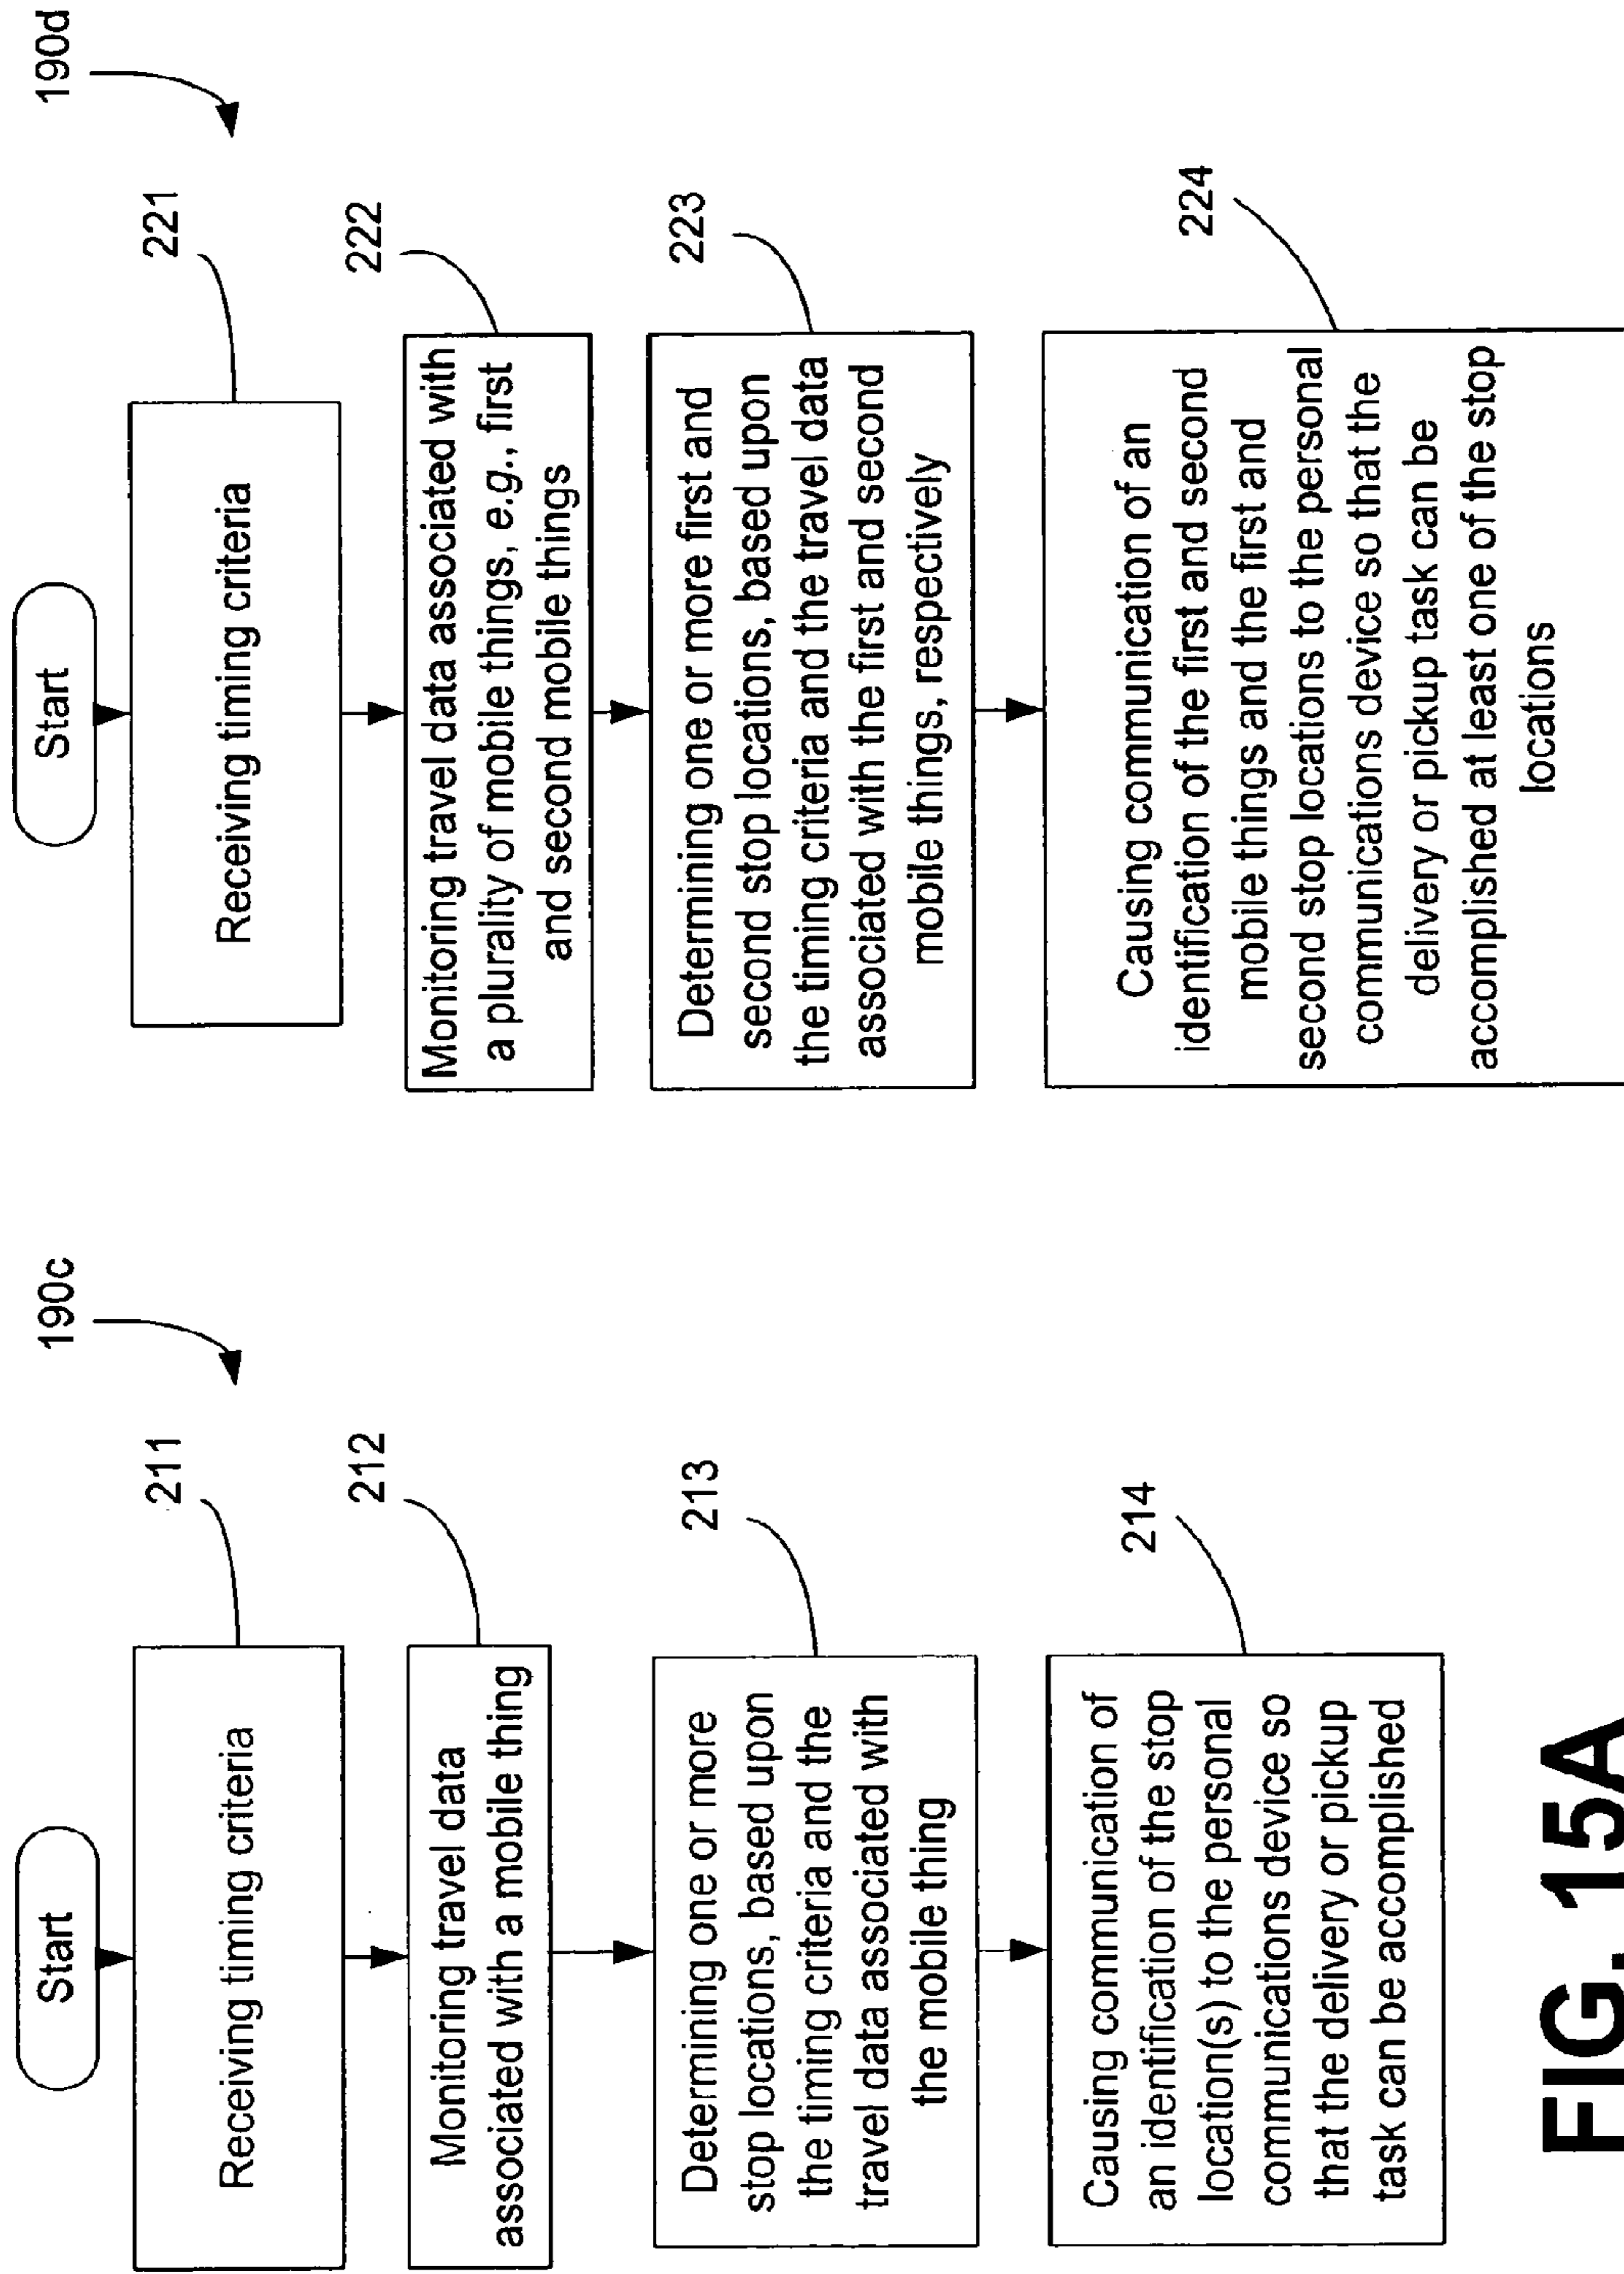 190c
Start
Receiving timing criteria
211
Monitoring travel data
associated with a mobile thing
212
Determining one or more
stop locations, based upon
the timing criteria and the
travel data associated with
the mobile thing
213
Causing communication of
an identification of the stop
location(s) to the personal
communications device so
that the delivery or pickup
task can be accomplished
214
FIG. 15A
190d
Start
Receiving timing criteria
221
Monitoring travel data associated with
a plurality of mobile things, e.g., first
and second mobile things
222
Determining one or more first and
second stop locations, based upon
the timing criteria and the travel data
associated with the first and second
mobile things, respectively
223
Causing communication of an
identification of the first and second
mobile things and the first and
second stop locations to the personal
communications device so that the
delivery or pickup task can be
accomplished at least one of the stop
locations
224